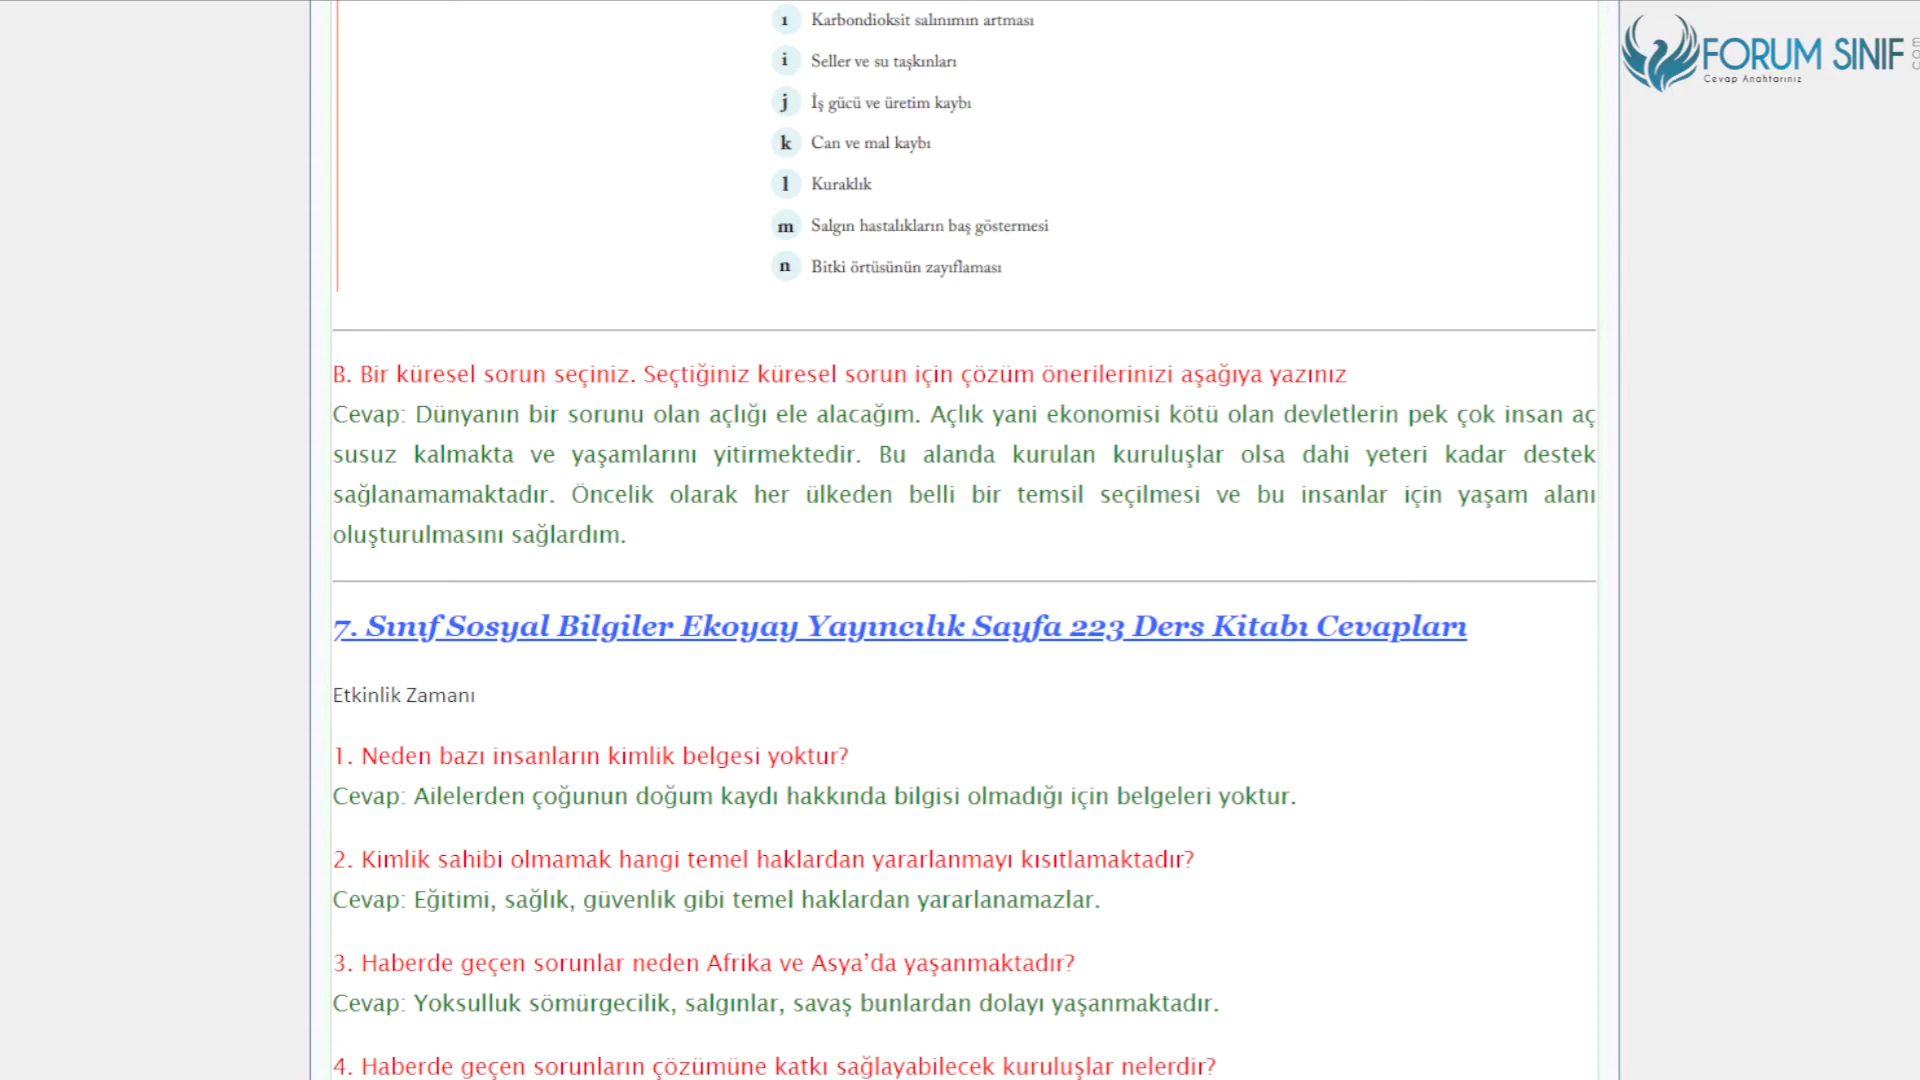 ı Karbondioksit salınımın artması
i Seller ve su taşkınları
j İş gücü ve üretim kaybı
k Can ve mal kaybı
l Kuraklık
m Salgın hastalıkların baş göstermesi
n Bitki örtüsünün zayıflaması
FORUM SINIF
Cevap Anahtarınız
com
B. Bir küresel sorun seçiniz. Seçtiğiniz küresel sorun için çözüm önerilerinizi aşağıya yazınız
Cevap: Dünyanın bir sorunu olan açlığı ele alacağım. Açlık yani ekonomisi kötü olan devletlerin pek çok insan aç
susuz kalmakta ve yaşamlarını yitirmektedir. Bu alanda kurulan kuruluşlar olsa dahi yeteri kadar destek
sağlanamamaktadır. Öncelik olarak her ülkeden belli bir temsil seçilmesi ve bu insanlar için yaşam alanı
oluşturulmasını sağlardım.
7. Sınıf Sosyal Bilgiler Ekoyay Yayıncılık Sayfa 223 Ders Kitabı Cevapları
Etkinlik Zamanı
1. Neden bazı insanların kimlik belgesi yoktur?
Cevap: Ailelerden çoğunun doğum kaydı hakkında bilgisi olmadığı için belgeleri yoktur.
2. Kimlik sahibi olmamak hangi temel haklardan yararlanmayı kısıtlamaktadır?
Cevap: Eğitimi, sağlık, güvenlik gibi temel haklardan yararlanamazlar.
3. Haberde geçen sorunlar neden Afrika ve Asya’da yaşanmaktadır?
Cevap: Yoksulluk sömürgecilik, salgınlar, savaş bunlardan dolayı yaşanmaktadır.
4. Haberde geçen sorunların çözümüne katkı sağlayabilecek kuruluşlar nelerdir?